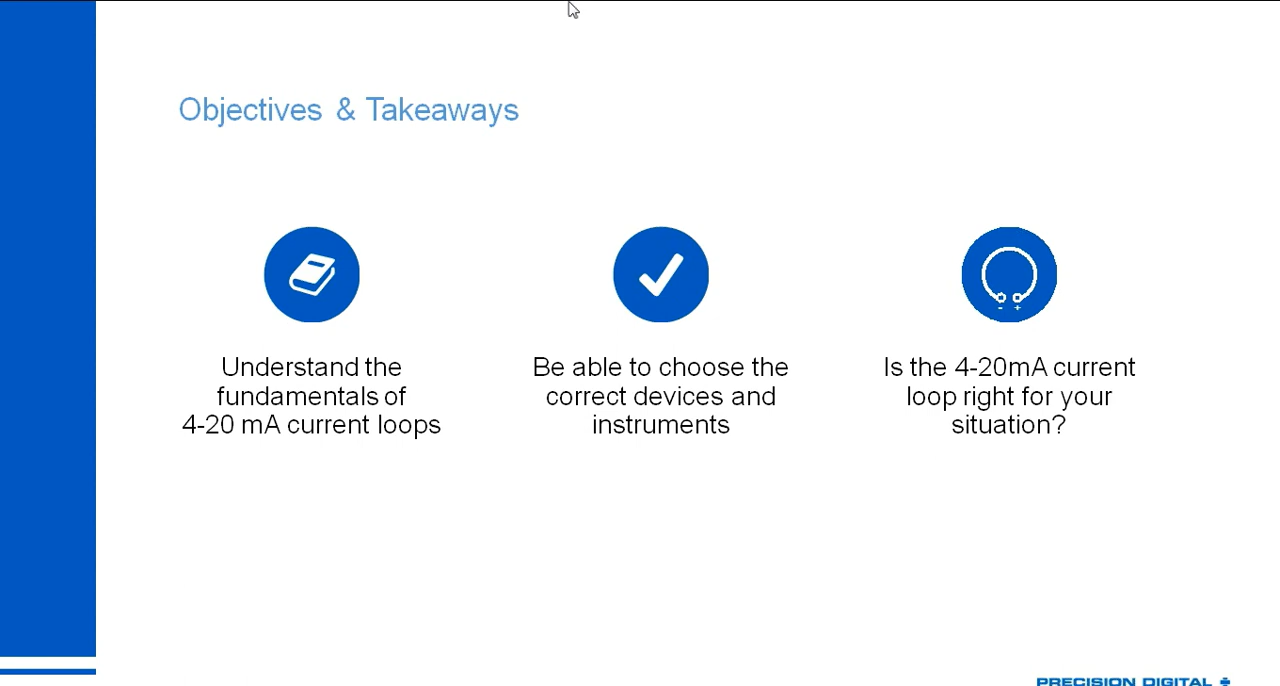 Objectives & Takeaways
Understand the
fundamentals of
4-20 mA current loops
Be able to choose the
correct devices and
instruments
Is the 4-20mA current
loop right for your
situation?
- +
PRECISION DIGITAL